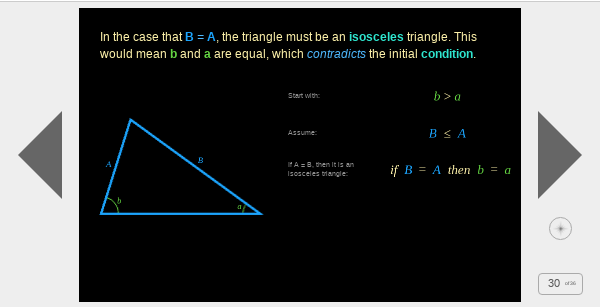 In the case that B = A, the triangle must be an isosceles triangle. This
would mean b and a are equal, which contradicts the initial condition.
Start with:
b > a
Assume:
B ≤ A
If A = B, then it is an
isosceles triangle:
if B = A then b = a
A
B
b
a
30 of 36